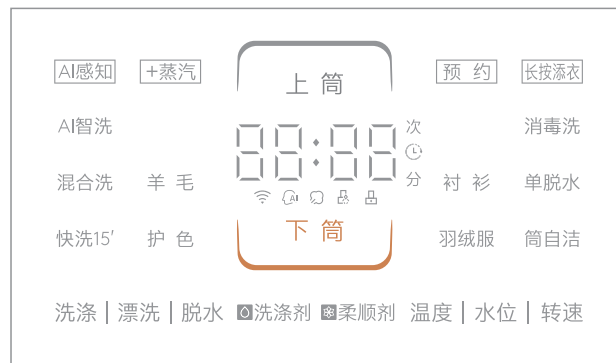 AI感知 +蒸汽 上筒 预约 长按添衣
AI智洗 次 消毒洗
88:88
混合洗 羊毛 分 衬衫 单脱水
AI
快洗15' 护色 下筒 羽绒服 筒自洁
洗涤|漂洗|脱水 洗涤剂 柔顺剂 温度|水位|转速